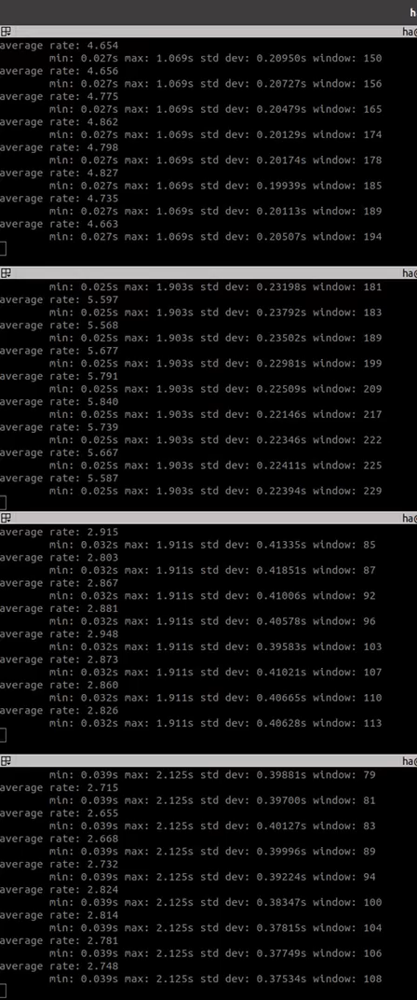 ha
ha@
average rate: 4.654
min: 0.027s max: 1.069s std dev: 0.20950s window: 150
average rate: 4.656
min: 0.027s max: 1.069s std dev: 0.20727s window: 156
average rate: 4.775
min: 0.027s max: 1.069s std dev: 0.20479s window: 165
average rate: 4.862
min: 0.027s max: 1.069s std dev: 0.20129s window: 174
average rate: 4.798
min: 0.027s max: 1.069s std dev: 0.20174s window: 178
average rate: 4.827
min: 0.027s max: 1.069s std dev: 0.19939s window: 185
average rate: 4.735
min: 0.027s max: 1.069s std dev: 0.20113s window: 189
average rate: 4.663
min: 0.027s max: 1.069s std dev: 0.20507s window: 194
ha@
min: 0.025s max: 1.903s std dev: 0.23198s window: 181
average rate: 5.597
min: 0.025s max: 1.903s std dev: 0.23792s window: 183
average rate: 5.568
min: 0.025s max: 1.903s std dev: 0.23502s window: 189
average rate: 5.677
min: 0.025s max: 1.903s std dev: 0.22981s window: 199
average rate: 5.791
min: 0.025s max: 1.903s std dev: 0.22509s window: 209
average rate: 5.840
min: 0.025s max: 1.903s std dev: 0.22146s window: 217
average rate: 5.739
min: 0.025s max: 1.903s std dev: 0.22346s window: 222
average rate: 5.667
min: 0.025s max: 1.903s std dev: 0.22411s window: 225
average rate: 5.587
min: 0.025s max: 1.903s std dev: 0.22394s window: 229
ha@
average rate: 2.915
min: 0.032s max: 1.911s std dev: 0.41335s window: 85
average rate: 2.803
min: 0.032s max: 1.911s std dev: 0.41851s window: 87
average rate: 2.867
min: 0.032s max: 1.911s std dev: 0.41006s window: 92
average rate: 2.881
min: 0.032s max: 1.911s std dev: 0.40578s window: 96
average rate: 2.948
min: 0.032s max: 1.911s std dev: 0.39583s window: 103
average rate: 2.873
min: 0.032s max: 1.911s std dev: 0.41021s window: 107
average rate: 2.860
min: 0.032s max: 1.911s std dev: 0.40665s window: 110
average rate: 2.826
min: 0.032s max: 1.911s std dev: 0.40628s window: 113
ha@
min: 0.039s max: 2.125s std dev: 0.39881s window: 79
average rate: 2.715
min: 0.039s max: 2.125s std dev: 0.39700s window: 81
average rate: 2.655
min: 0.039s max: 2.125s std dev: 0.40127s window: 83
average rate: 2.668
min: 0.039s max: 2.125s std dev: 0.39996s window: 89
average rate: 2.732
min: 0.039s max: 2.125s std dev: 0.39224s window: 94
average rate: 2.824
min: 0.039s max: 2.125s std dev: 0.38347s window: 100
average rate: 2.814
min: 0.039s max: 2.125s std dev: 0.37815s window: 104
average rate: 2.781
min: 0.039s max: 2.125s std dev: 0.37749s window: 106
average rate: 2.748
min: 0.039s max: 2.125s std dev: 0.37534s window: 108